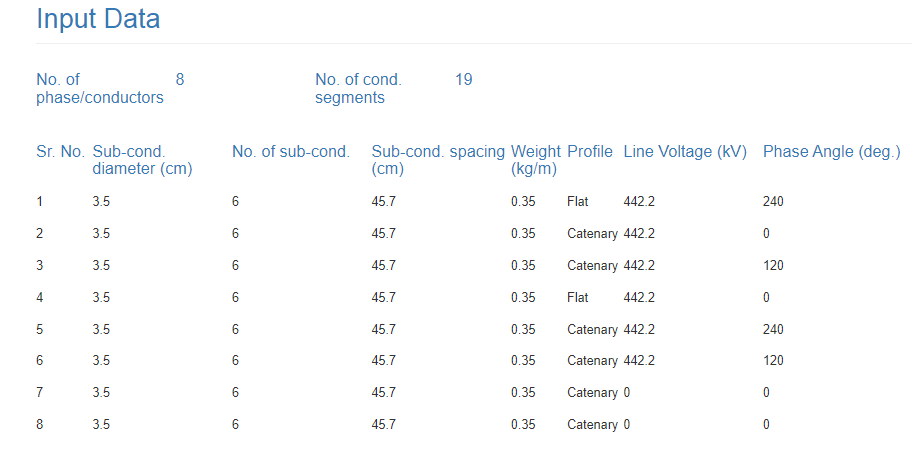 Input Data
No. of phase/conductors 8 No. of cond. segments 19
Sr. No. Sub-cond. diameter (cm) No. of sub-cond. Sub-cond. spacing (cm) Weight (kg/m) Profile Line Voltage (kV) Phase Angle (deg.)
1 3.5 6 45.7 0.35 Flat 442.2 240
2 3.5 6 45.7 0.35 Catenary 442.2 0
3 3.5 6 45.7 0.35 Catenary 442.2 120
4 3.5 6 45.7 0.35 Flat 442.2 0
5 3.5 6 45.7 0.35 Catenary 442.2 240
6 3.5 6 45.7 0.35 Catenary 442.2 120
7 3.5 6 45.7 0.35 Catenary 0 0
8 3.5 6 45.7 0.35 Catenary 0 0